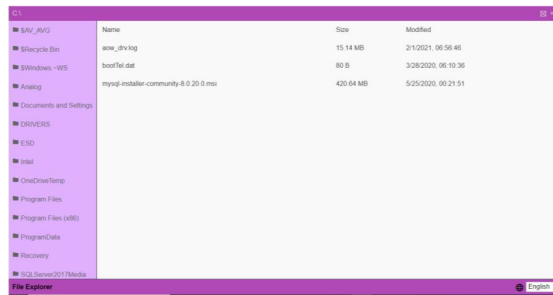 C:\
$AV_AVG
$Recycle.Bin
$Windows.~WS
Analog
Documents and Settings
DRIVERS
ESD
Intel
OneDriveTemp
Program Files
Program Files (x86)
ProgramData
Recovery
SQLServer2017Media
Name Size Modified
aow_drv.log 15.14 MB 2/1/2021, 06:56:46
bootTel.dat 80 B 3/28/2020, 06:10:36
mysql-installer-community-8.0.20.0.msi 420.64 MB 5/25/2020, 00:21:51
File Explorer English